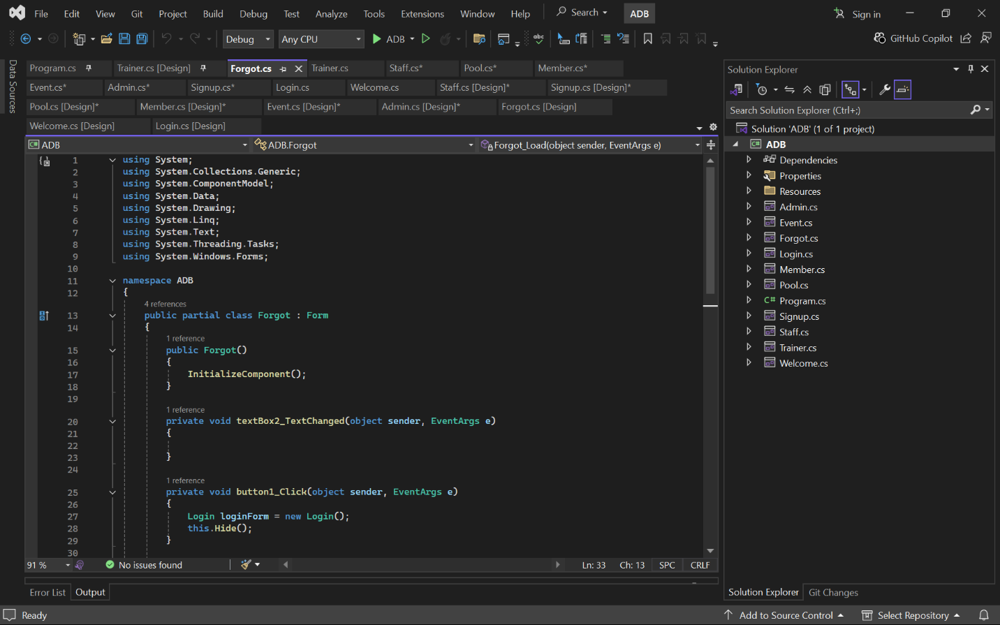 File Edit View Git Project Build Debug Test Analyze Tools Extensions Window Help Search ADB Sign in
Debug Any CPU ADB abc GitHub Copilot
Data Sources
Program.cs Trainer.cs [Design] Forgot.cs Trainer.cs Staff.cs* Pool.cs* Member.cs*
Event.cs* Admin.cs* Signup.cs* Login.cs Welcome.cs Staff.cs [Design]* Signup.cs [Design]*
Pool.cs [Design]* Member.cs [Design]* Event.cs [Design]* Admin.cs [Design]* Forgot.cs [Design]
Welcome.cs [Design] Login.cs [Design]
C# ADB ADB.Forgot Forgot_Load(object sender, EventArgs e)
1 using System;
2 using System.Collections.Generic;
3 using System.ComponentModel;
4 using System.Data;
5 using System.Drawing;
6 using System.Linq;
7 using System.Text;
8 using System.Threading.Tasks;
9 using System.Windows.Forms;
10
11 namespace ADB
12 {
4 references
13 public partial class Forgot : Form
14 {
1 reference
15 public Forgot()
16 {
17 InitializeComponent();
18 }
19
1 reference
20 private void textBox2_TextChanged(object sender, EventArgs e)
21 {
22
23 }
24
1 reference
25 private void button1_Click(object sender, EventArgs e)
26 {
27 Login loginForm = new Login();
28 this.Hide();
29 }
30
91 % No issues found Ln: 33 Ch: 13 SPC CRLF
Error List Output
Solution Explorer
Search Solution Explorer (Ctrl+;)
Solution 'ADB' (1 of 1 project)
C# ADB
Dependencies
Properties
Resources
Admin.cs
Event.cs
Forgot.cs
Login.cs
Member.cs
Pool.cs
C# Program.cs
Signup.cs
Staff.cs
Trainer.cs
Welcome.cs
Solution Explorer Git Changes
Ready Add to Source Control Select Repository